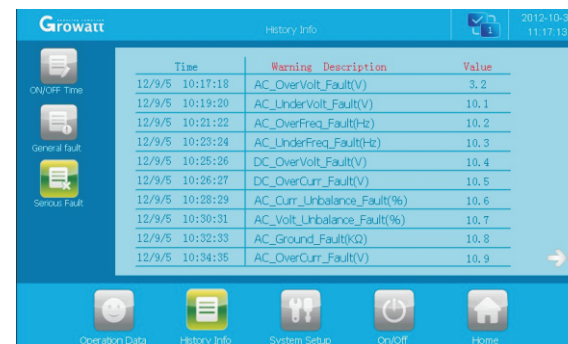 Growatt
History Info
1
2012-10-3
11:17:13
ON/OFF Time
General fault
Serious Fault
Time Warning Description Value
12/9/5 10:17:18 AC_OverVolt_Fault(V) 3.2
12/9/5 10:19:20 AC_UnderVolt_Fault(V) 10.1
12/9/5 10:21:22 AC_OverFreq_Fault(Hz) 10.2
12/9/5 10:23:24 AC_UnderFreq_Fault(Hz) 10.3
12/9/5 10:25:26 DC_OverVolt_Fault(V) 10.4
12/9/5 10:26:27 DC_OverCurr_Fault(V) 10.5
12/9/5 10:28:29 AC_Curr_Unbalance_Fault(%) 10.6
12/9/5 10:30:31 AC_Volt_Unbalance_Fault(%) 10.7
12/9/5 10:32:33 AC_Ground_Fault(KΩ) 10.8
12/9/5 10:34:35 AC_OverCurr_Fault(V) 10.9
Operation Data History Info System Setup On/Off Home